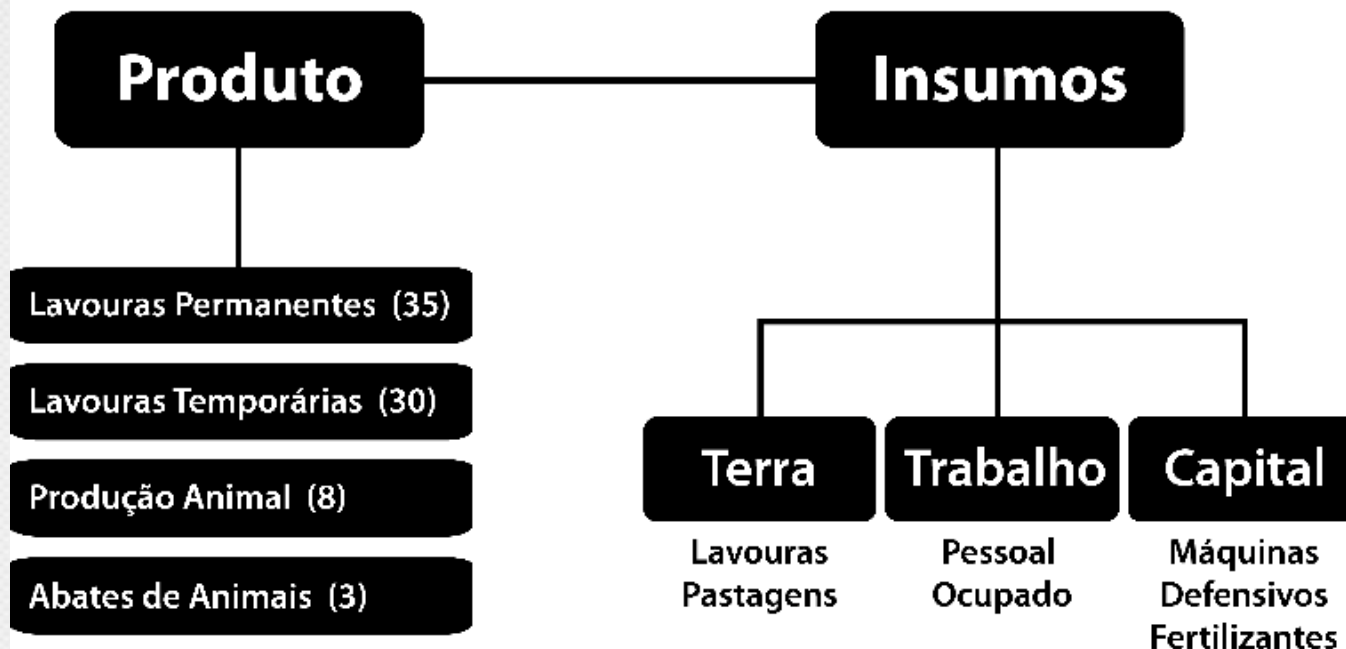 Produto
Insumos
Lavouras Permanentes (35)
Lavouras Temporárias (30)
Produção Animal (8)
Abates de Animais (3)
Terra
Lavouras
Pastagens
Trabalho
Pessoal
Ocupado
Capital
Máquinas
Defensivos
Fertilizantes